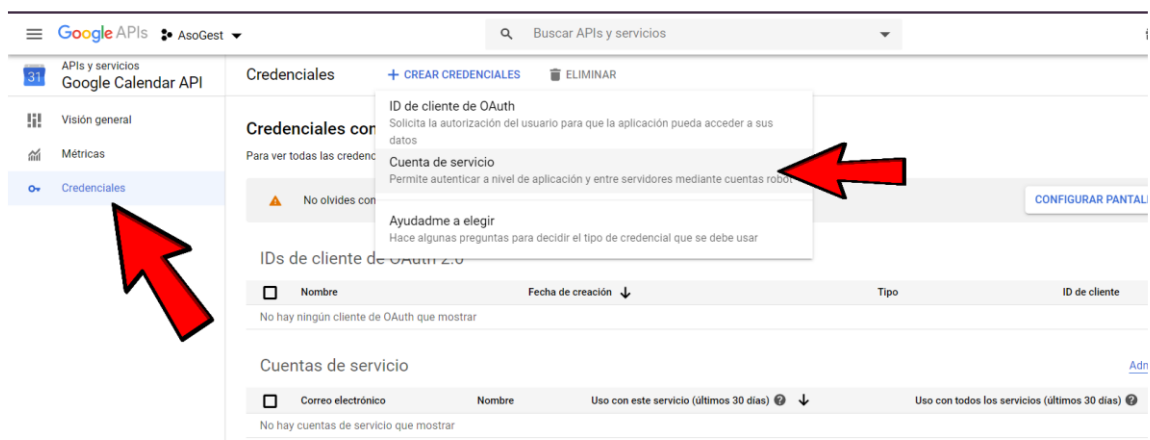 Google APIs AsoGest
Buscar APIs y servicios
31
APIs y servicios
Google Calendar API
Visión general
Métricas
Credenciales
Credenciales
+ CREAR CREDENCIALES
ELIMINAR
ID de cliente de OAuth
Solicita la autorización del usuario para que la aplicación pueda acceder a sus
datos
Cuenta de servicio
Permite autenticar a nivel de aplicación y entre servidores mediante cuentas robot
Ayudadme a elegir
Hace algunas preguntas para decidir el tipo de credencial que se debe usar
Credenciales con
Para ver todas las credenc
No olvides con
CONFIGURAR PANTAL
IDs de cliente de OAuth 2.0
Nombre
Fecha de creación
Tipo
ID de cliente
No hay ningún cliente de OAuth que mostrar
Cuentas de servicio
Adm
Correo electrónico
Nombre
Uso con este servicio (últimos 30 días)
Uso con todos los servicios (últimos 30 días)
No hay cuentas de servicio que mostrar